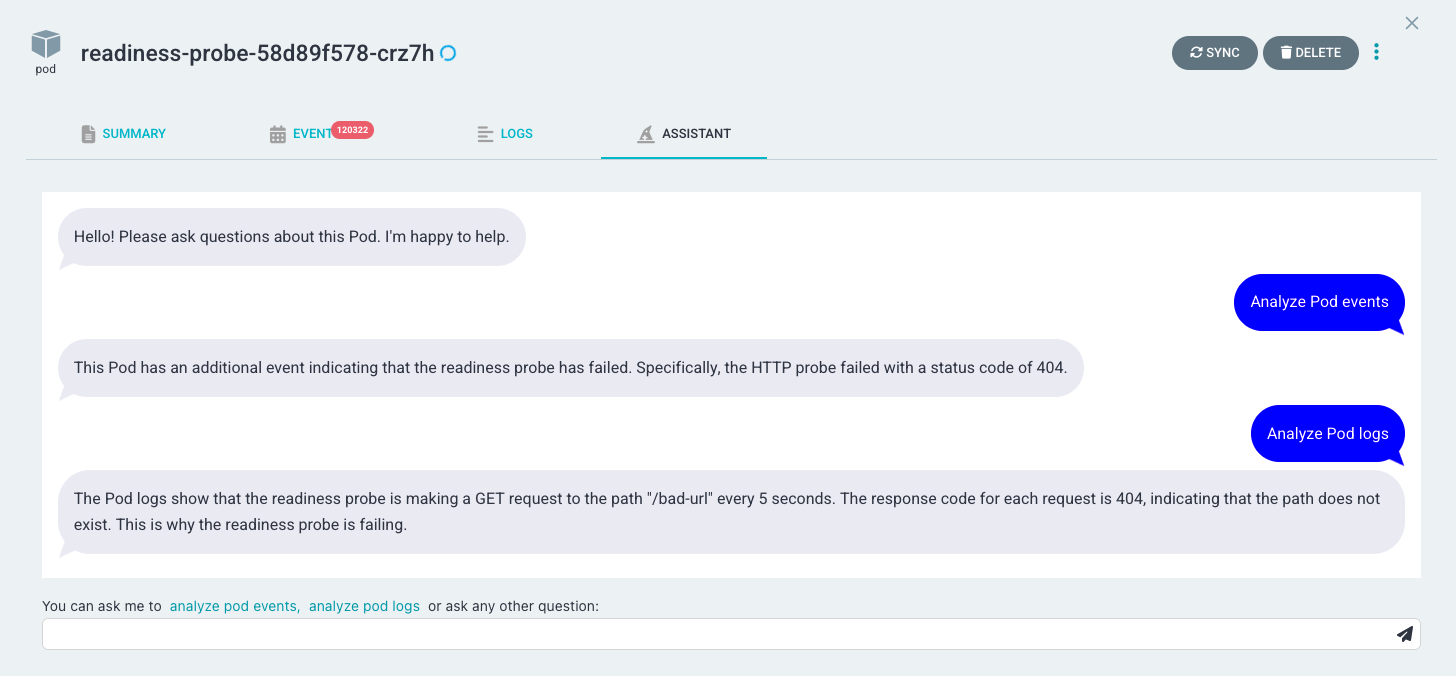 readiness-probe-58d89f578-crz7h
pod
SYNC
DELETE
SUMMARY
EVENT
120322
LOGS
ASSISTANT
Hello! Please ask questions about this Pod. I'm happy to help.
Analyze Pod events
This Pod has an additional event indicating that the readiness probe has failed. Specifically, the HTTP probe failed with a status code of 404.
Analyze Pod logs
The Pod logs show that the readiness probe is making a GET request to the path "/bad-url" every 5 seconds. The response code for each request is 404, indicating that the path does not
exist. This is why the readiness probe is failing.
You can ask me to analyze pod events, analyze pod logs or ask any other question: